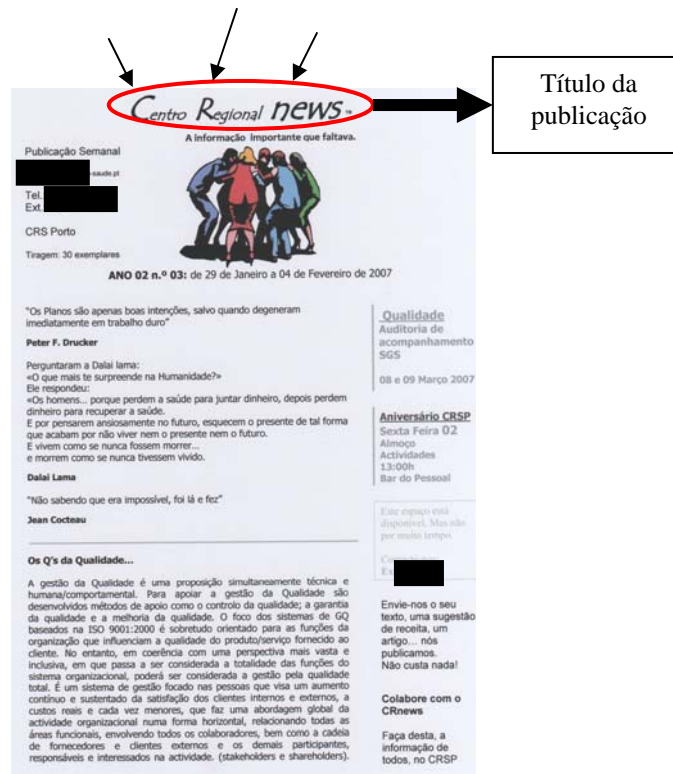 Título da
publicação
Centro Regional news
A informação importante que faltava.
Publicação Semanal
saude.pt
Tel.
Ext.
CRS Porto
Tiragem: 30 exemplares
ANO 02 n.º 03: de 29 de Janeiro a 04 de Fevereiro de 2007
"Os Planos são apenas boas intenções, salvo quando degeneram
imediatamente em trabalho duro"
Peter F. Drucker
Perguntaram a Dalai lama:
«O que mais te surpreende na Humanidade?»
Ele respondeu:
«Os homens... porque perdem a saúde para juntar dinheiro, depois perdem
dinheiro para recuperar a saúde.
E por pensarem ansiosamente no futuro, esquecem o presente de tal forma
que acabam por não viver nem o presente nem o futuro.
E vivem como se nunca fossem morrer...
e morrem como se nunca tivessem vivido.
Dalai Lama
"Não sabendo que era impossível, foi lá e fez"
Jean Cocteau
Os Q's da Qualidade...
A gestão da Qualidade é uma proposição simultaneamente técnica e
humana/comportamental. Para apoiar a gestão da Qualidade são
desenvolvidos métodos de apoio como o controlo da qualidade; a garantia
da qualidade e a melhoria da qualidade. O foco dos sistemas de GQ
baseados na ISO 9001:2000 é sobretudo orientado para as funções da
organização que influenciam a qualidade do produto/serviço fornecido ao
cliente. No entanto, em coerência com uma perspectiva mais vasta e
inclusiva, em que passa a ser considerada a totalidade das funções do
sistema organizacional, poderá ser considerada a gestão pela qualidade
total. É um sistema de gestão focado nas pessoas que visa um aumento
contínuo e sustentado da satisfação dos clientes internos e externos, a
custos reais e cada vez menores, que faz uma abordagem global da
actividade organizacional numa forma horizontal, relacionando todas as
áreas funcionais, envolvendo todos os colaboradores, bem como a cadeia
de fornecedores e clientes externos e os demais participantes,
responsáveis e interessados na actividade. (stakeholders e shareholders).
Qualidade
Auditoria de
acompanhamento
SGS
08 e 09 Março 2007
Aniversário CRSP
Sexta Feira 02
Almoço
Actividades
13:00h
Bar do Pessoal
Este espaço está
disponível. Mas não
por muito tempo.
Envie-nos o seu
texto, uma sugestão
de receita, um
artigo... nós
publicamos.
Não custa nada!
Colabore com o
CRnews
Faça desta, a
informação de
todos, no CRSP